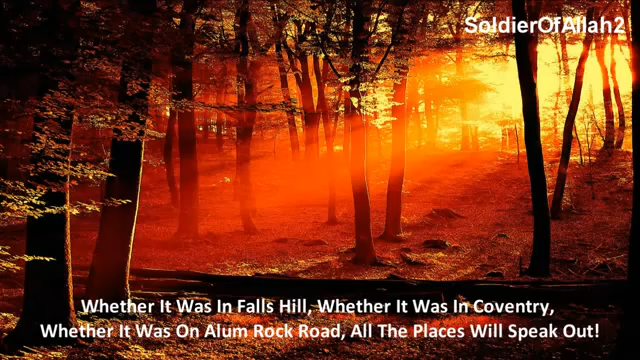 SoldierOfAllah2
Whether It Was In Falls Hill, Whether It Was In Coventry,
Whether It Was On Alum Rock Road, All The Places Will Speak Out!